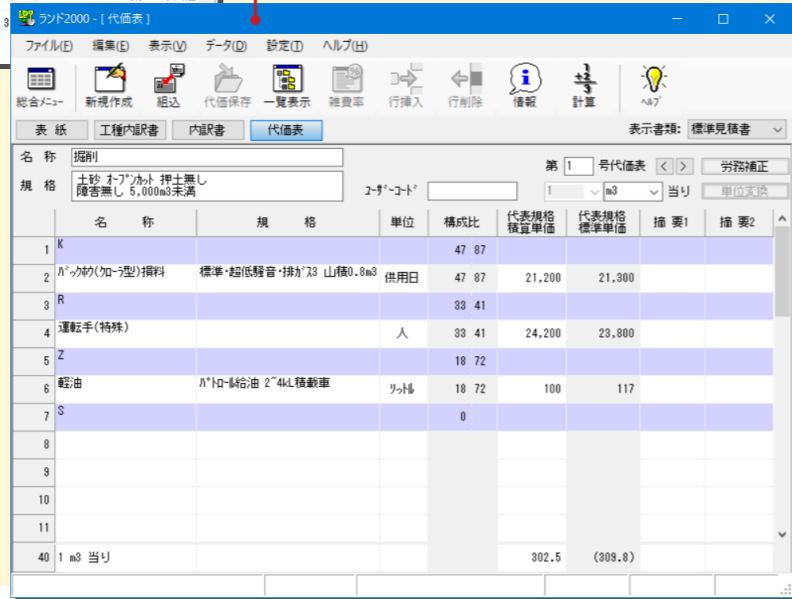 3
ランド2000 - [ 代価表 ]
ファイル(F) 編集(E) 表示(V) データ(D) 設定(T) ヘルプ(H)
総合ﾒﾆｭｰ 新規作成 組込 代価保存 一覧表示 雑費率 行挿入 行削除 情報 計算 ﾍﾙﾌﾟ
表 紙 工種内訳書 内訳書 代価表 表示書類: 標準見積書
名 称 掘削
第 1 号代価表 < > 労務補正
規 格 土砂 ｵｰﾌﾟﾝｶｯﾄ 押土無し
障害無し 5,000m3未満
ﾕｰｻﾞｰｺｰﾄﾞ 1 m3 当り 単位変換
名 称 規 格 単位 構成比 代表規格 積算単価 代表規格 標準単価 摘 要1 摘 要2
1 K 47 87
2 ﾊﾞｯｸﾎｳ(ｸﾛｰﾗ型)損料 標準・超低騒音・排ｶﾞｽ3 山積0.8m3 供用日 47 87 21,200 21,300
3 R 33 41
4 運転手(特殊) 人 33 41 24,200 23,800
5 Z 18 72
6 軽油 ﾊﾟﾄﾛｰﾙ給油 2~4kL積載車 ﾘｯﾄﾙ 18 72 100 117
7 S 0
8
9
10
11
40 1 m3 当り 302.5 (309.8)